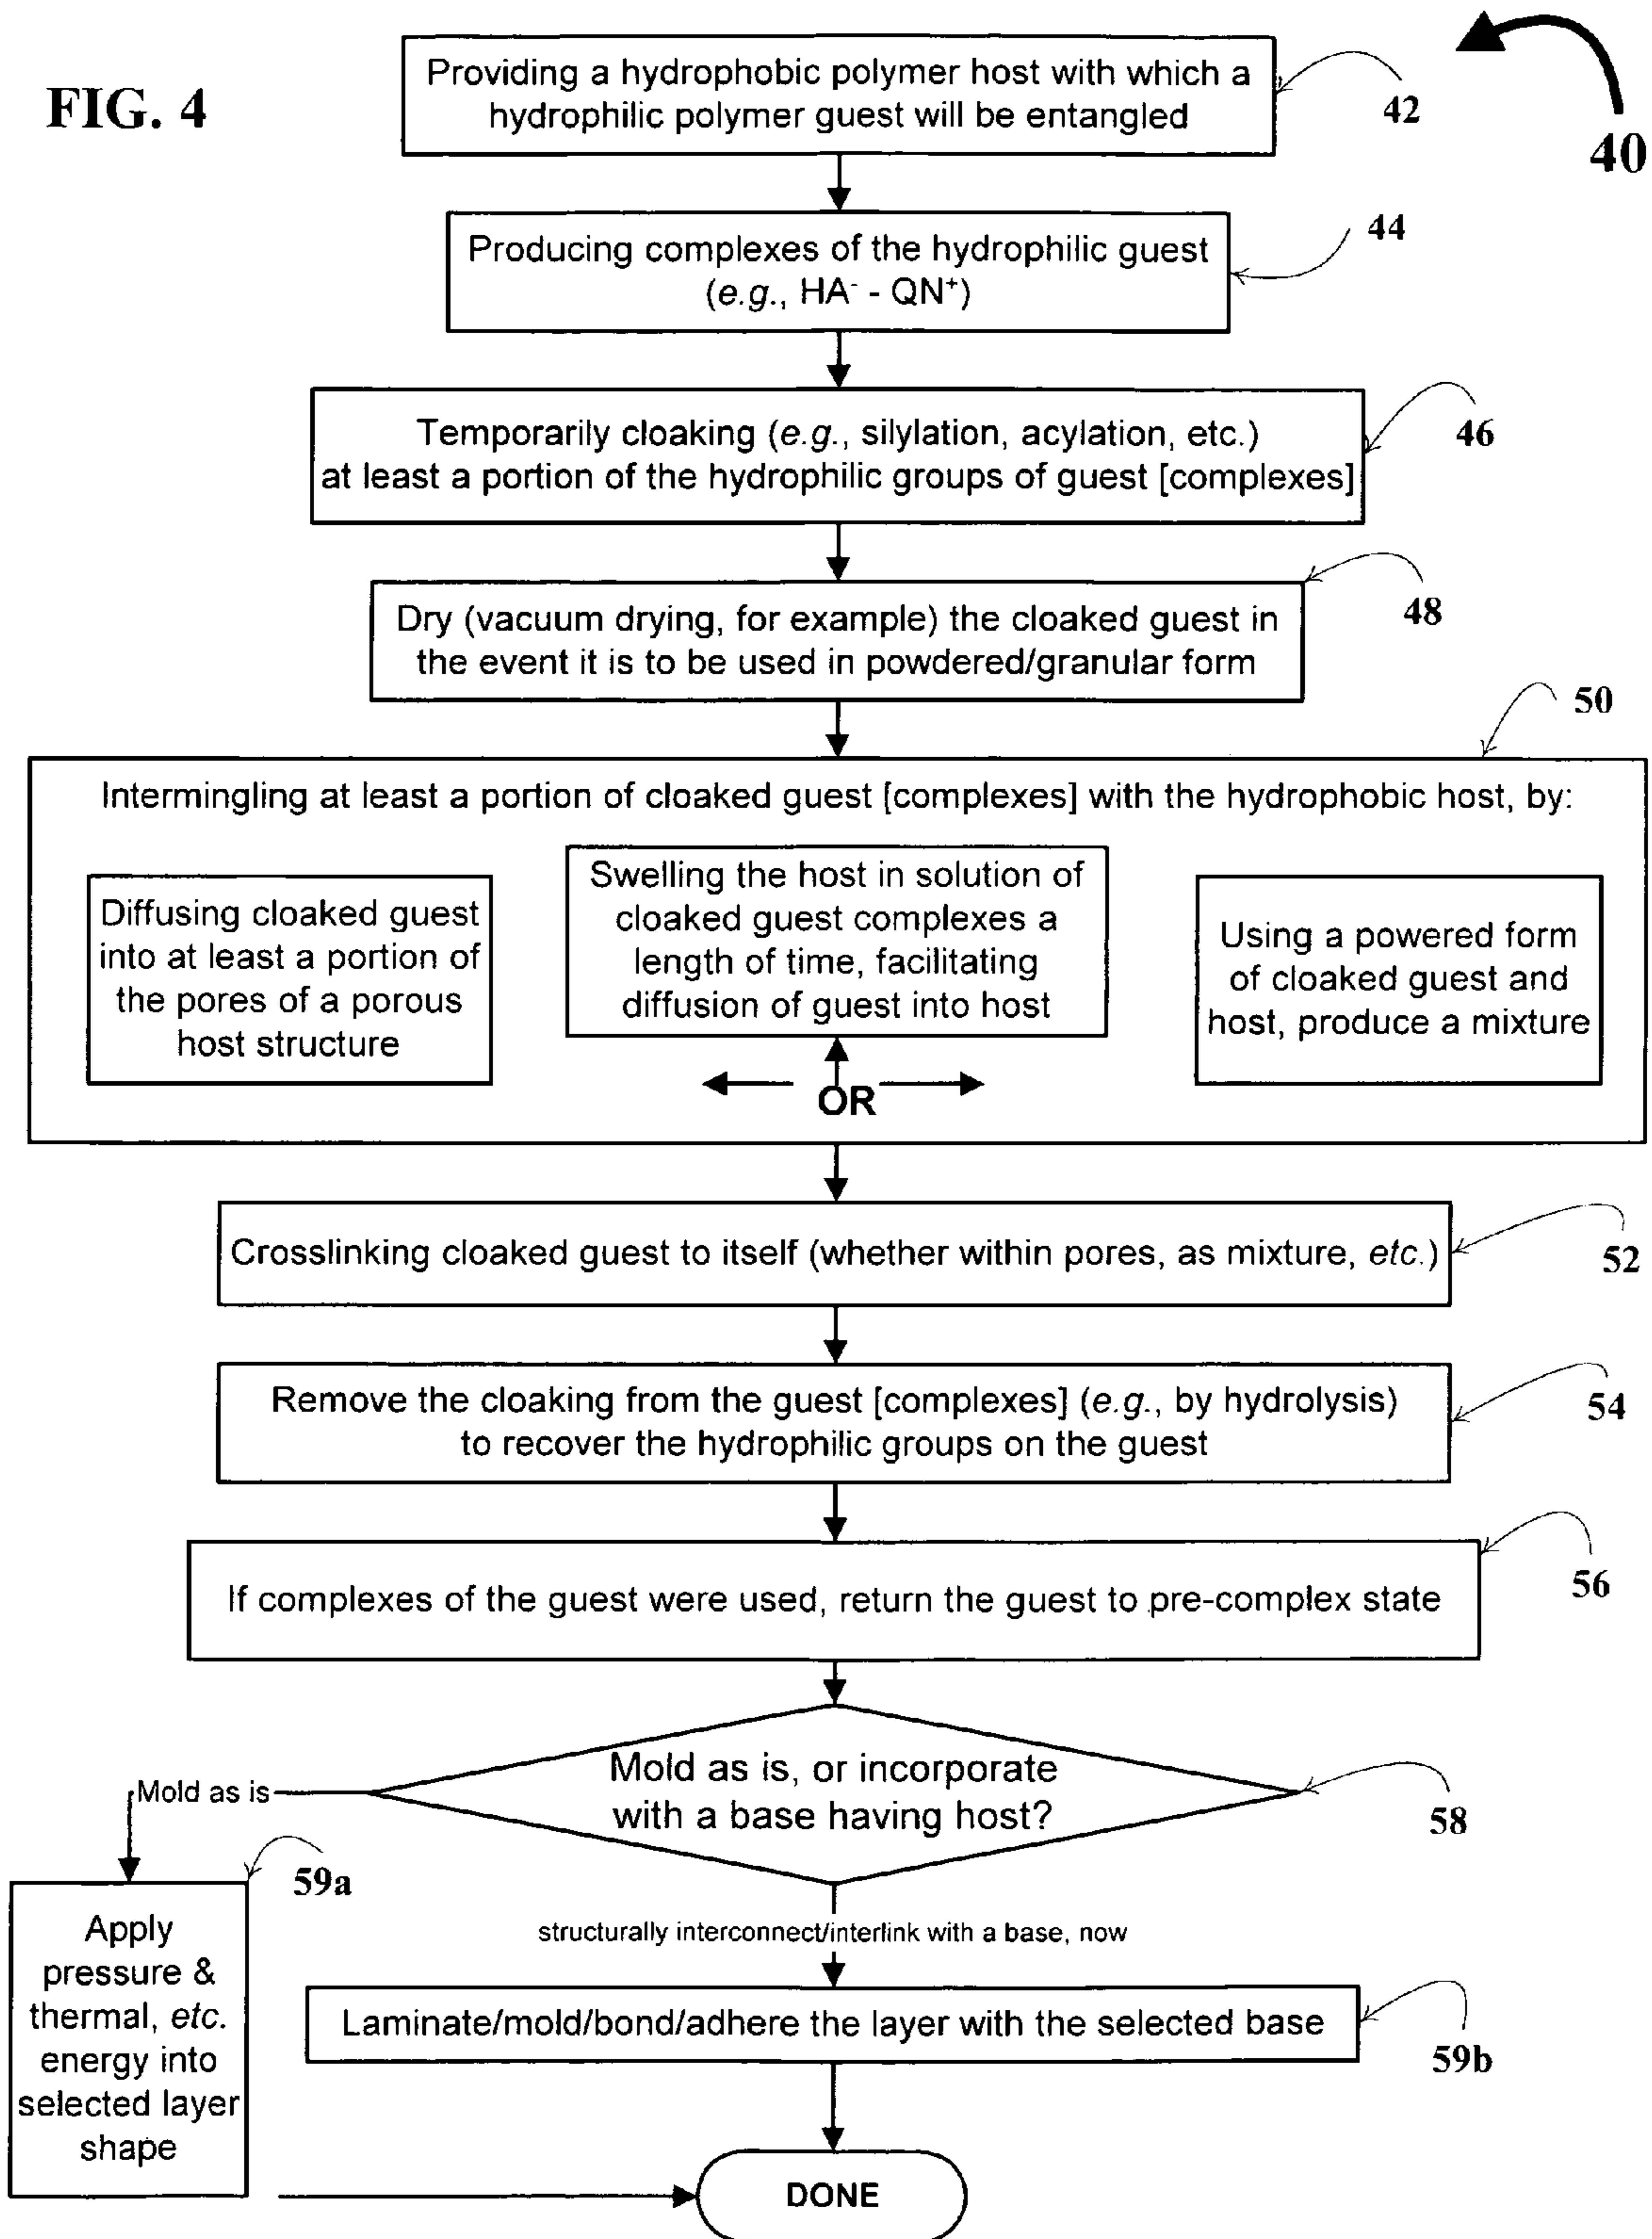 FIG. 4
40
Providing a hydrophobic polymer host with which a
hydrophilic polymer guest will be entangled
42
Producing complexes of the hydrophilic guest
(e.g., HA⁻ - QN⁺)
44
Temporarily cloaking (e.g., silylation, acylation, etc.)
at least a portion of the hydrophilic groups of guest [complexes]
46
Dry (vacuum drying, for example) the cloaked guest in
the event it is to be used in powdered/granular form
48
50
Intermingling at least a portion of cloaked guest [complexes] with the hydrophobic host, by:
Diffusing cloaked guest
into at least a portion of
the pores of a porous
host structure
Swelling the host in solution of
cloaked guest complexes a
length of time, facilitating
diffusion of guest into host
Using a powered form
of cloaked guest and
host, produce a mixture
OR
Crosslinking cloaked guest to itself (whether within pores, as mixture, etc.)
52
Remove the cloaking from the guest [complexes] (e.g., by hydrolysis)
to recover the hydrophilic groups on the guest
54
If complexes of the guest were used, return the guest to pre-complex state
56
Mold as is, or incorporate
with a base having host?
58
Mold as is
59a
Apply
pressure &
thermal, etc.
energy into
selected layer
shape
structurally interconnect/interlink with a base, now
Laminate/mold/bond/adhere the layer with the selected base
59b
DONE